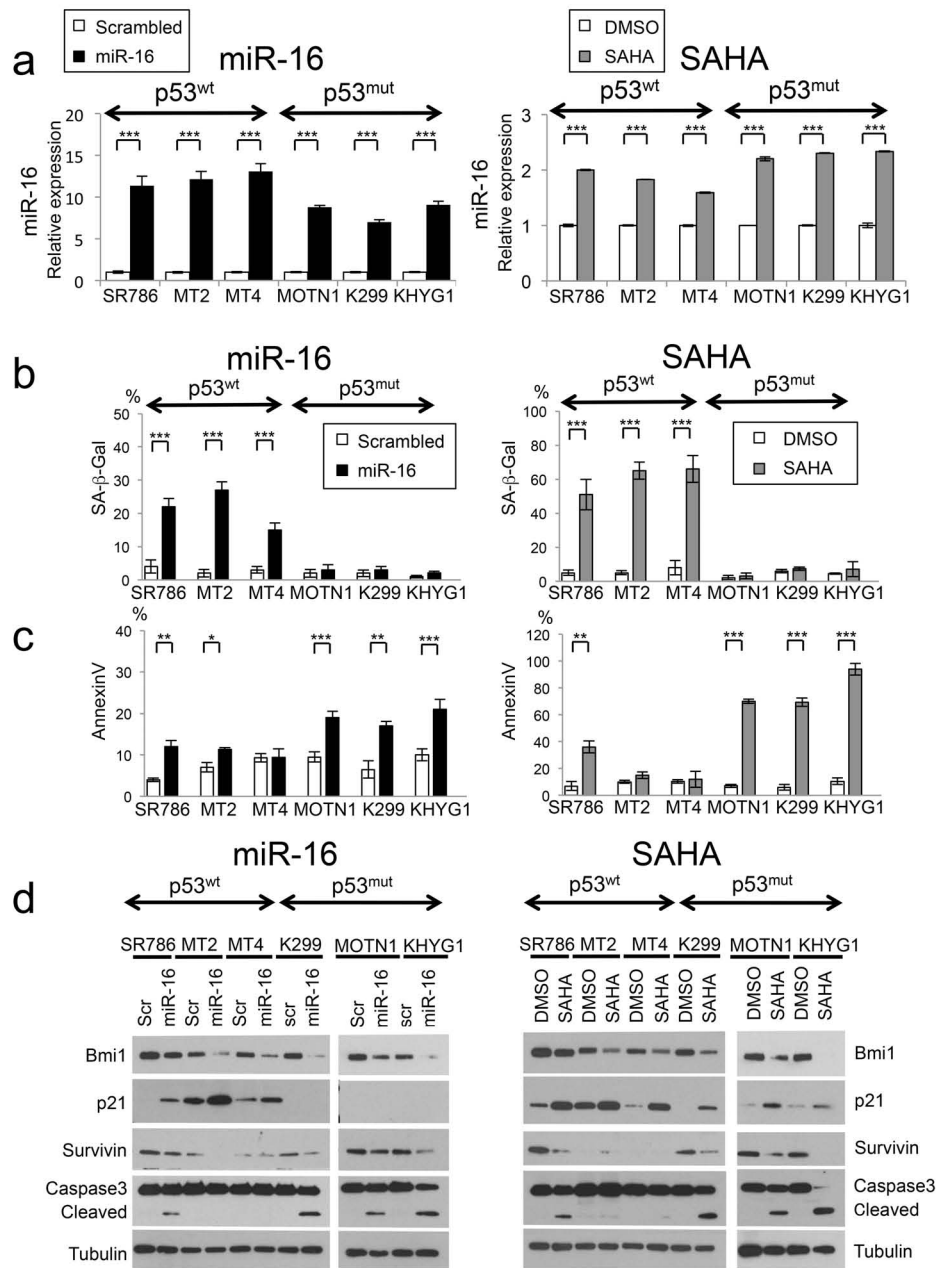 a
Scrambled
miR-16
miR-16
p53wt
p53mut
*** *** *** *** *** ***
15
10
5
0
miR-16
Relative expression
SR786 MT2 MT4 MOTN1 K299 KHYG1
DMSO
SAHA
SAHA
p53wt
p53mut
*** *** *** *** *** ***
3
2
1
0
miR-16
Relative expression
SR786 MT2 MT4 MOTN1 K299 KHYG1
b
miR-16
p53wt
p53mut
%
50
40
30
20
10
0
SA-β-Gal
*** *** ***
Scrambled
miR-16
SR786 MT2 MT4 MOTN1 K299 KHYG1
SAHA
p53wt
p53mut
%
100
80
60
40
20
0
SA-β-Gal
*** *** ***
DMSO
SAHA
SR786 MT2 MT4 MOTN1 K299 KHYG1
c
%
40
30
20
10
0
AnnexinV
** * *** ** ***
SR786 MT2 MT4 MOTN1 K299 KHYG1
%
120
100
80
60
40
20
0
AnnexinV
** *** *** ***
SR786 MT2 MT4 MOTN1 K299 KHYG1
d
miR-16
p53wt
p53mut
SR786 MT2 MT4 K299 MOTN1 KHYG1
Scr miR-16 Scr miR-16 Scr miR-16 scr miR-16 Scr miR-16 scr miR-16
Bmi1
p21
Survivin
Caspase3
Cleaved
Tubulin
SAHA
p53wt
p53mut
SR786 MT2 MT4 K299 MOTN1 KHYG1
DMSO SAHA DMSO SAHA DMSO SAHA DMSO SAHA DMSO SAHA DMSO SAHA
Bmi1
p21
Survivin
Caspase3
Cleaved
Tubulin